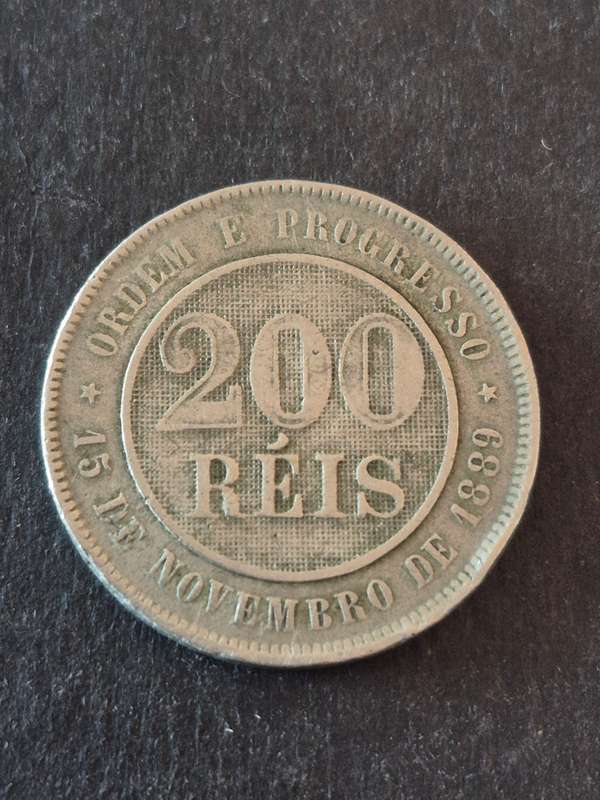 ORDEM E PROGRESSO
200
RÉIS
★ 15 DE NOVEMBRO DE 1889 ★